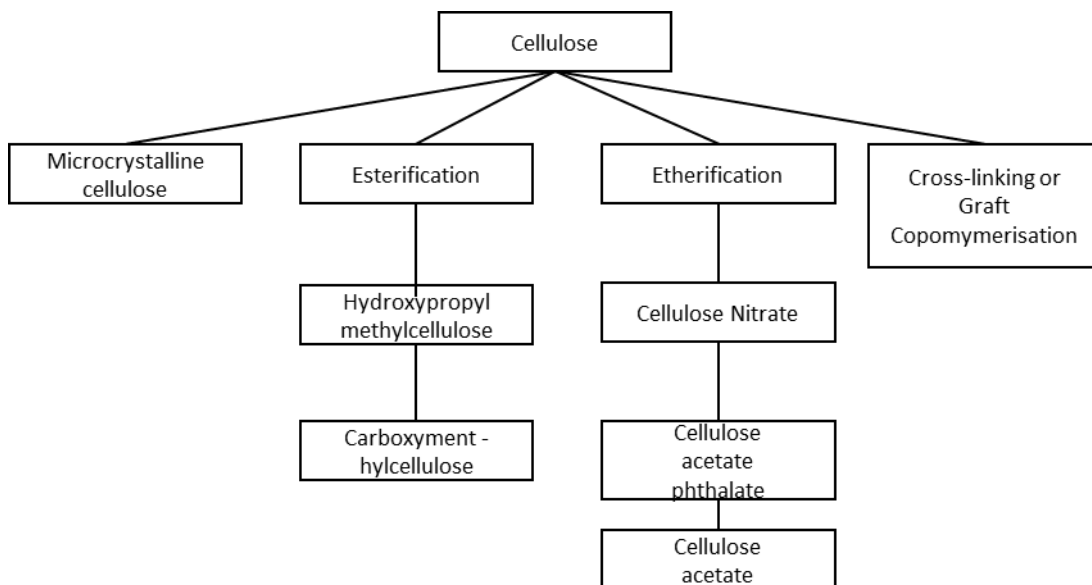 Cellulose
Microcrystalline
cellulose
Esterification
Etherification
Cross-linking or
Graft
Copomymerisation
Hydroxypropyl
methylcellulose
Cellulose Nitrate
Carboxyment -
hylcellulose
Cellulose
acetate
phthalate
Cellulose
acetate